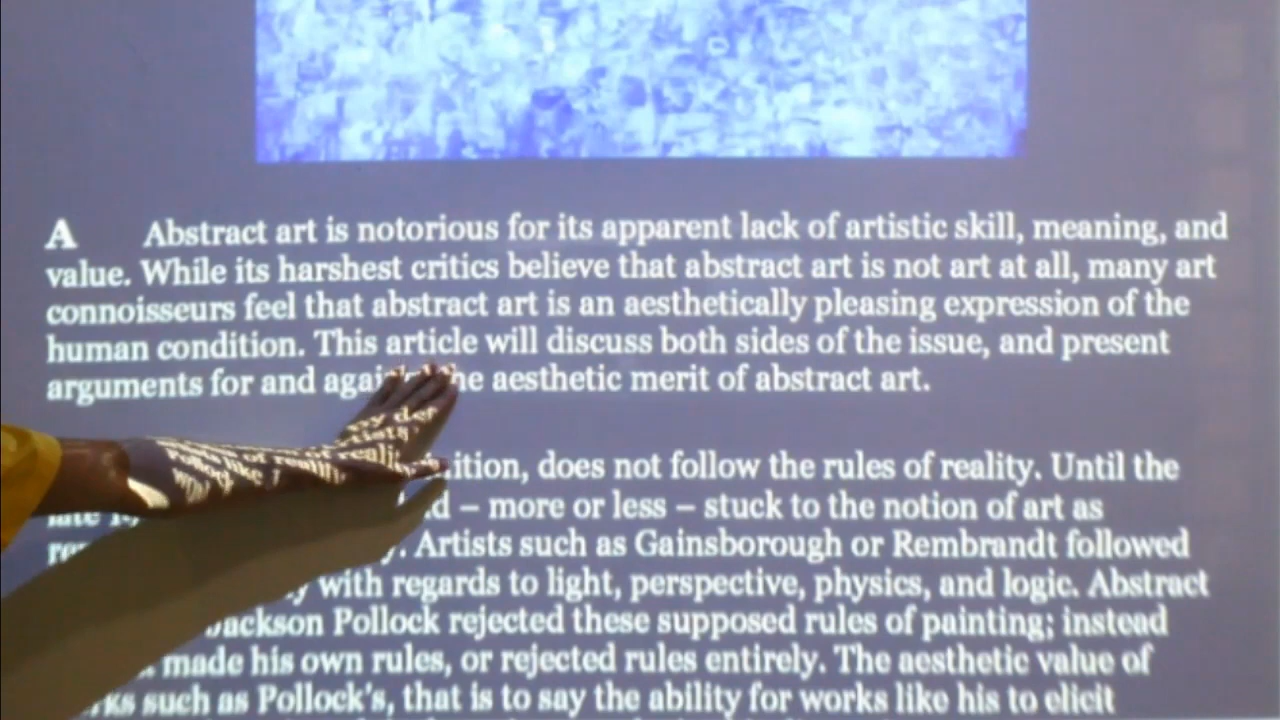 A Abstract art is notorious for its apparent lack of artistic skill, meaning, and
value. While its harshest critics believe that abstract art is not art at all, many art
connoisseurs feel that abstract art is an aesthetically pleasing expression of the
human condition. This article will discuss both sides of the issue, and present
arguments for and the aesthetic merit of abstract art.
does not follow the rules of reality. Until the
– more or less – stuck to the notion of art as
Artists such as Gainsborough or Rembrandt followed
with regards to light, perspective, physics, and logic. Abstract
Jackson Pollock rejected these supposed rules of painting; instead
made his own rules, or rejected rules entirely. The aesthetic value of
such as Pollock's, that is to say the ability for works like his to elicit